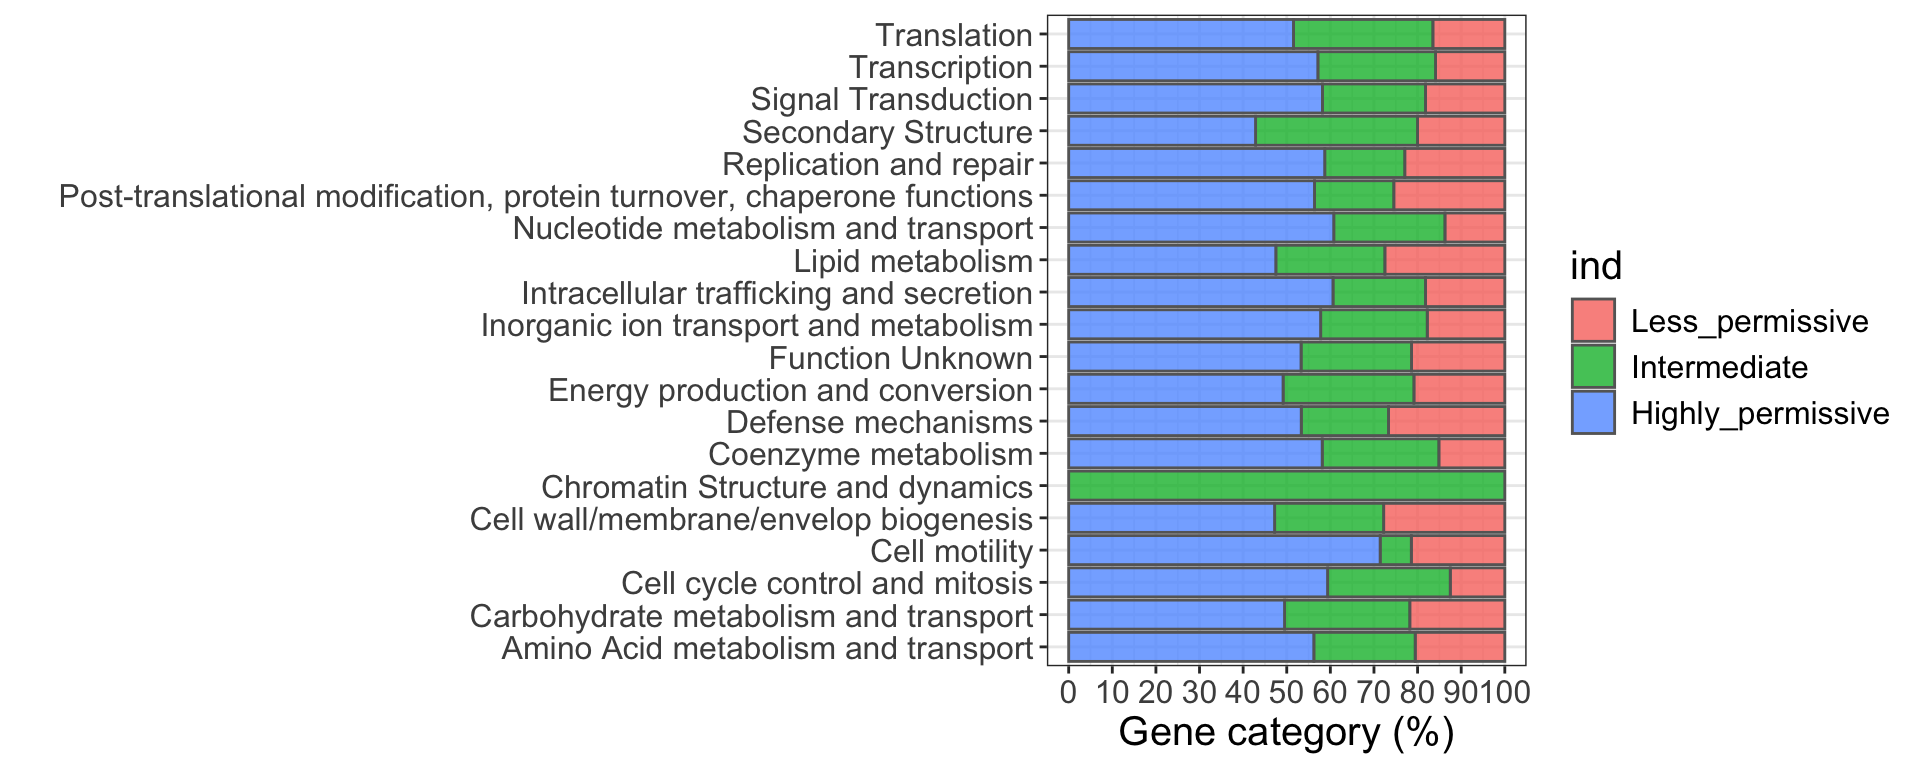 Translation
Transcription
Signal Transduction
Secondary Structure
Replication and repair
Post-translational modification, protein turnover, chaperone functions
Nucleotide metabolism and transport
Lipid metabolism
Intracellular trafficking and secretion
Inorganic ion transport and metabolism
Function Unknown
Energy production and conversion
Defense mechanisms
Coenzyme metabolism
Chromatin Structure and dynamics
Cell wall/membrane/envelop biogenesis
Cell motility
Cell cycle control and mitosis
Carbohydrate metabolism and transport
Amino Acid metabolism and transport
0 10 20 30 40 50 60 70 80 90 100
Gene category (%)
ind
Less_permissive
Intermediate
Highly_permissive